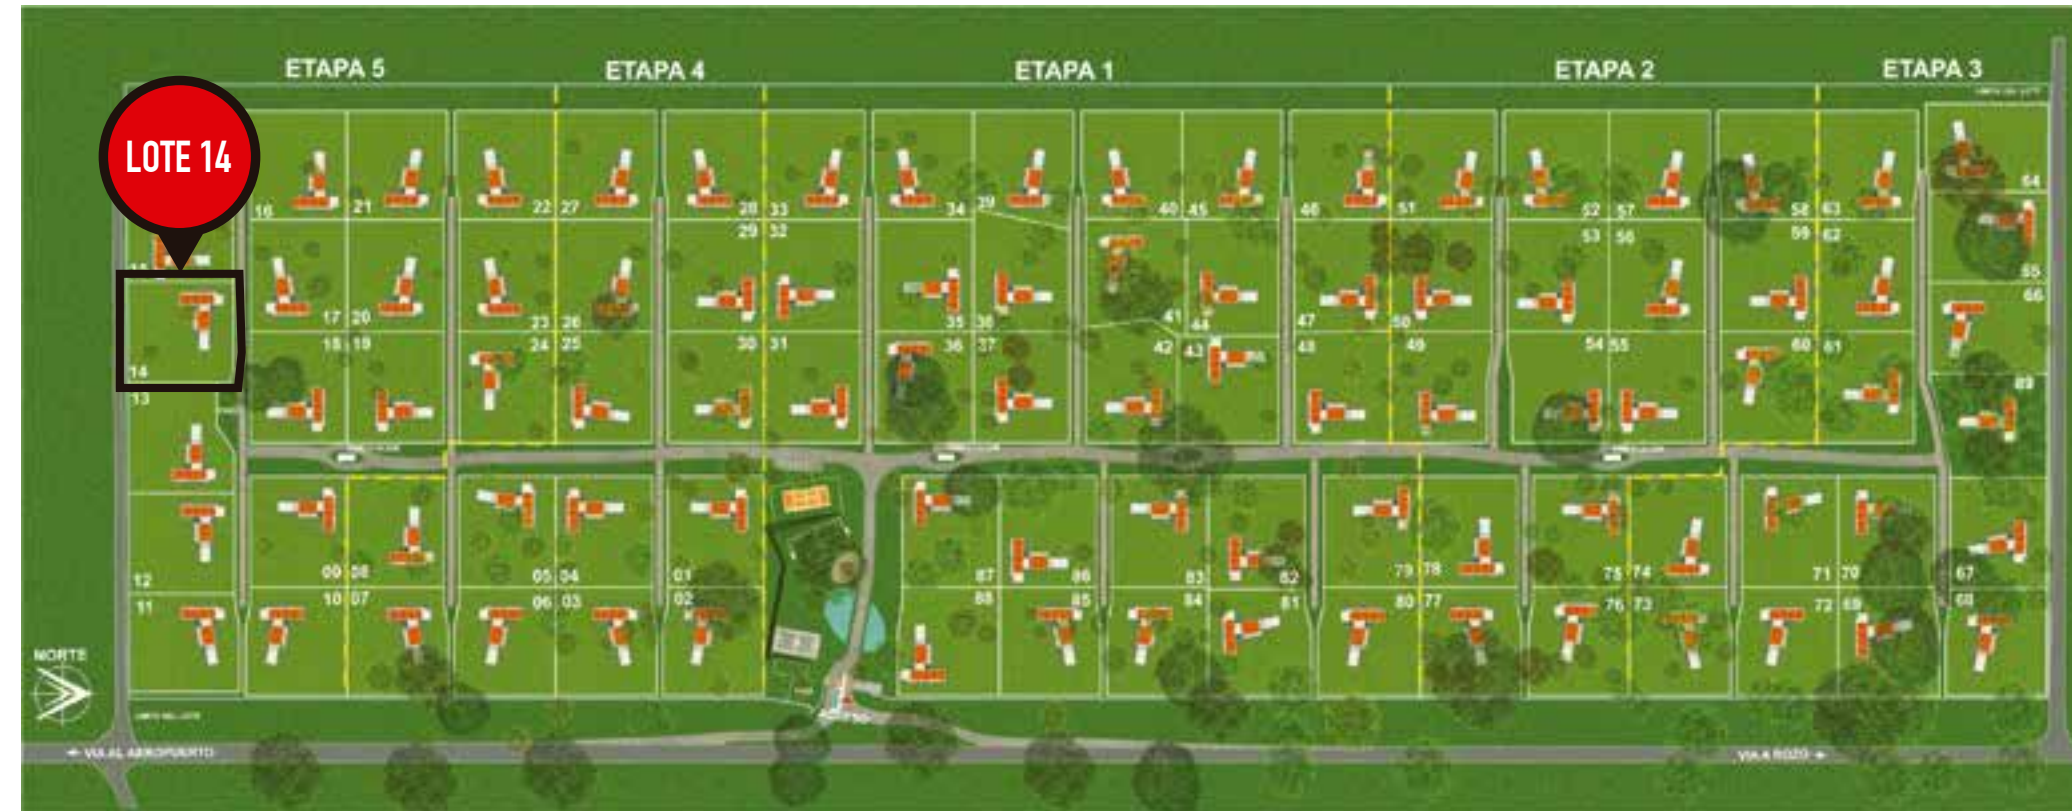 ETAPA 5
ETAPA 4
ETAPA 1
ETAPA 2
ETAPA 3
LOTE 14
16 21 22 27 28 33 34 39 40 45 46 51 52 57 58 63 64
29 32 53 56 59 62
15 17 20 23 26 35 38 41 44 47 50 65
66
14 18 19 24 25 30 31 36 37 42 43 48 49 54 55 60 61
13 89
12 09 08 05 04 01 87 86 83 82 79 78 75 74 71 70 67
11 10 07 06 03 02 88 85 84 81 80 77 76 73 72 69 68
NORTE
VIA AL AEROPUERTO
VIA A ROZO